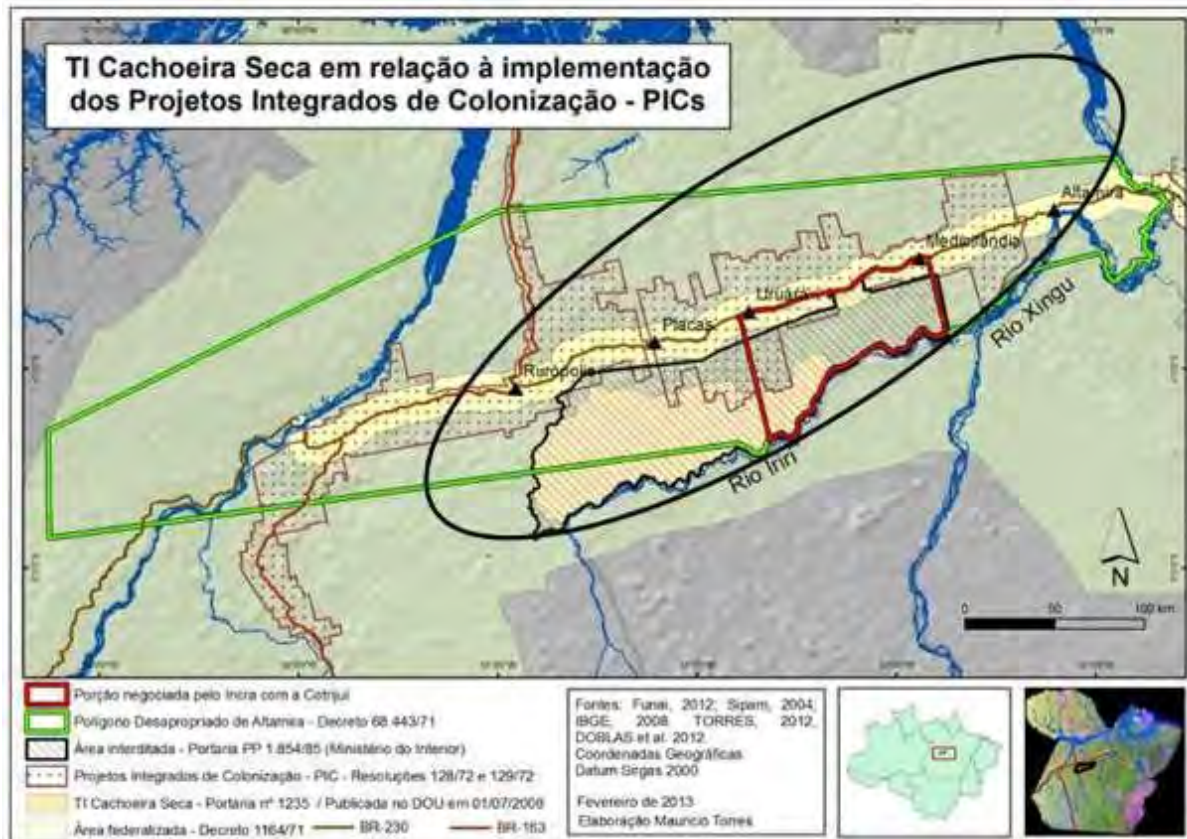 TI Cachoeira Seca em relação à implementação
dos Projetos Integrados de Colonização - PICs
Altamira
Medicilândia
Uruará
Placas
Rurópolis
Rio Xingu
Rio Iriri
N
0 50 100 km
Porção negociada pelo Incra com a Cotrijuí
Polígono Desapropriado de Altamira - Decreto 68.443/71
Área interditada - Portaria PP 1.854/85 (Ministério do Interior)
Projetos Integrados de Colonização - PIC - Resoluções 128/72 e 129/72
TI Cachoeira Seca - Portaria nº 1235 / Publicada no DOU em 01/07/2008
Área federalizada - Decreto 1164/71 BR-230 BR-163
Fontes: Funai, 2012; Sipam, 2004;
IBGE, 2008. TORRES, 2012,
DOBLAS et al. 2012.
Coordenadas Geográficas
Datum Sirgas 2000
Fevereiro de 2013
Elaboração Mauricio Torres